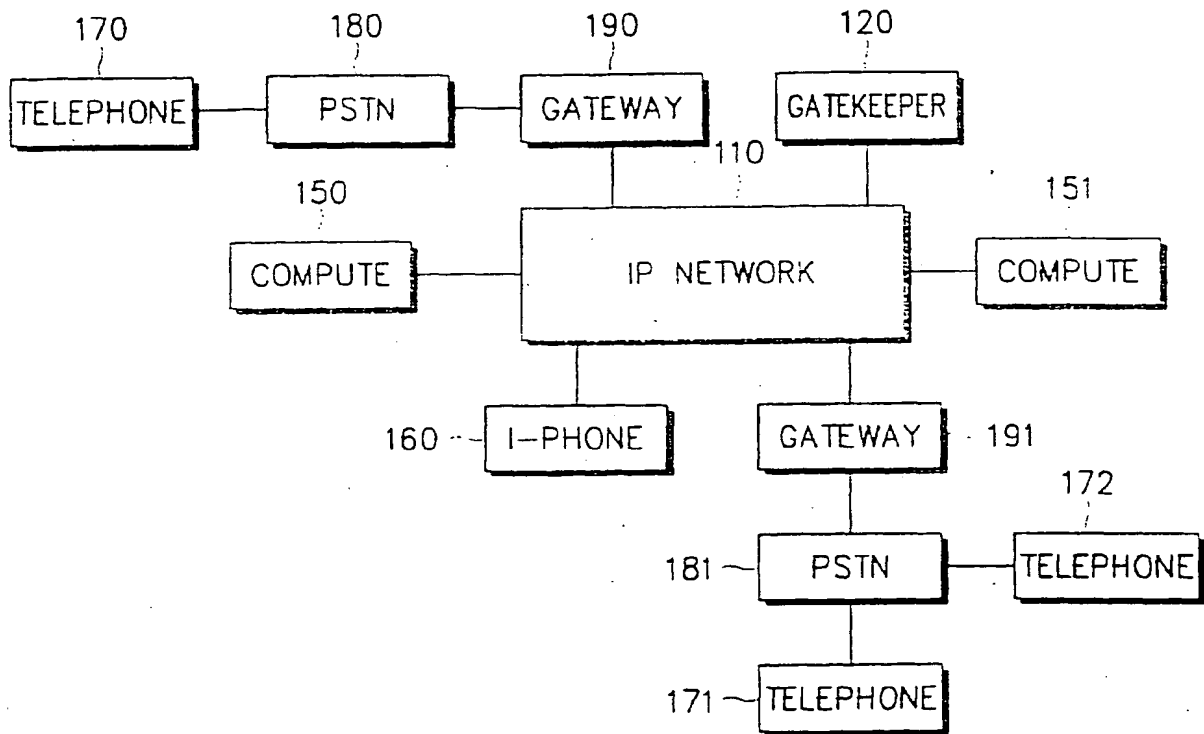 170 180 190 120
TELEPHONE PSTN GATEWAY GATEKEEPER
110
150 151
COMPUTE IP NETWORK COMPUTE
160 I-PHONE GATEWAY 191
172
181 PSTN TELEPHONE
171 TELEPHONE